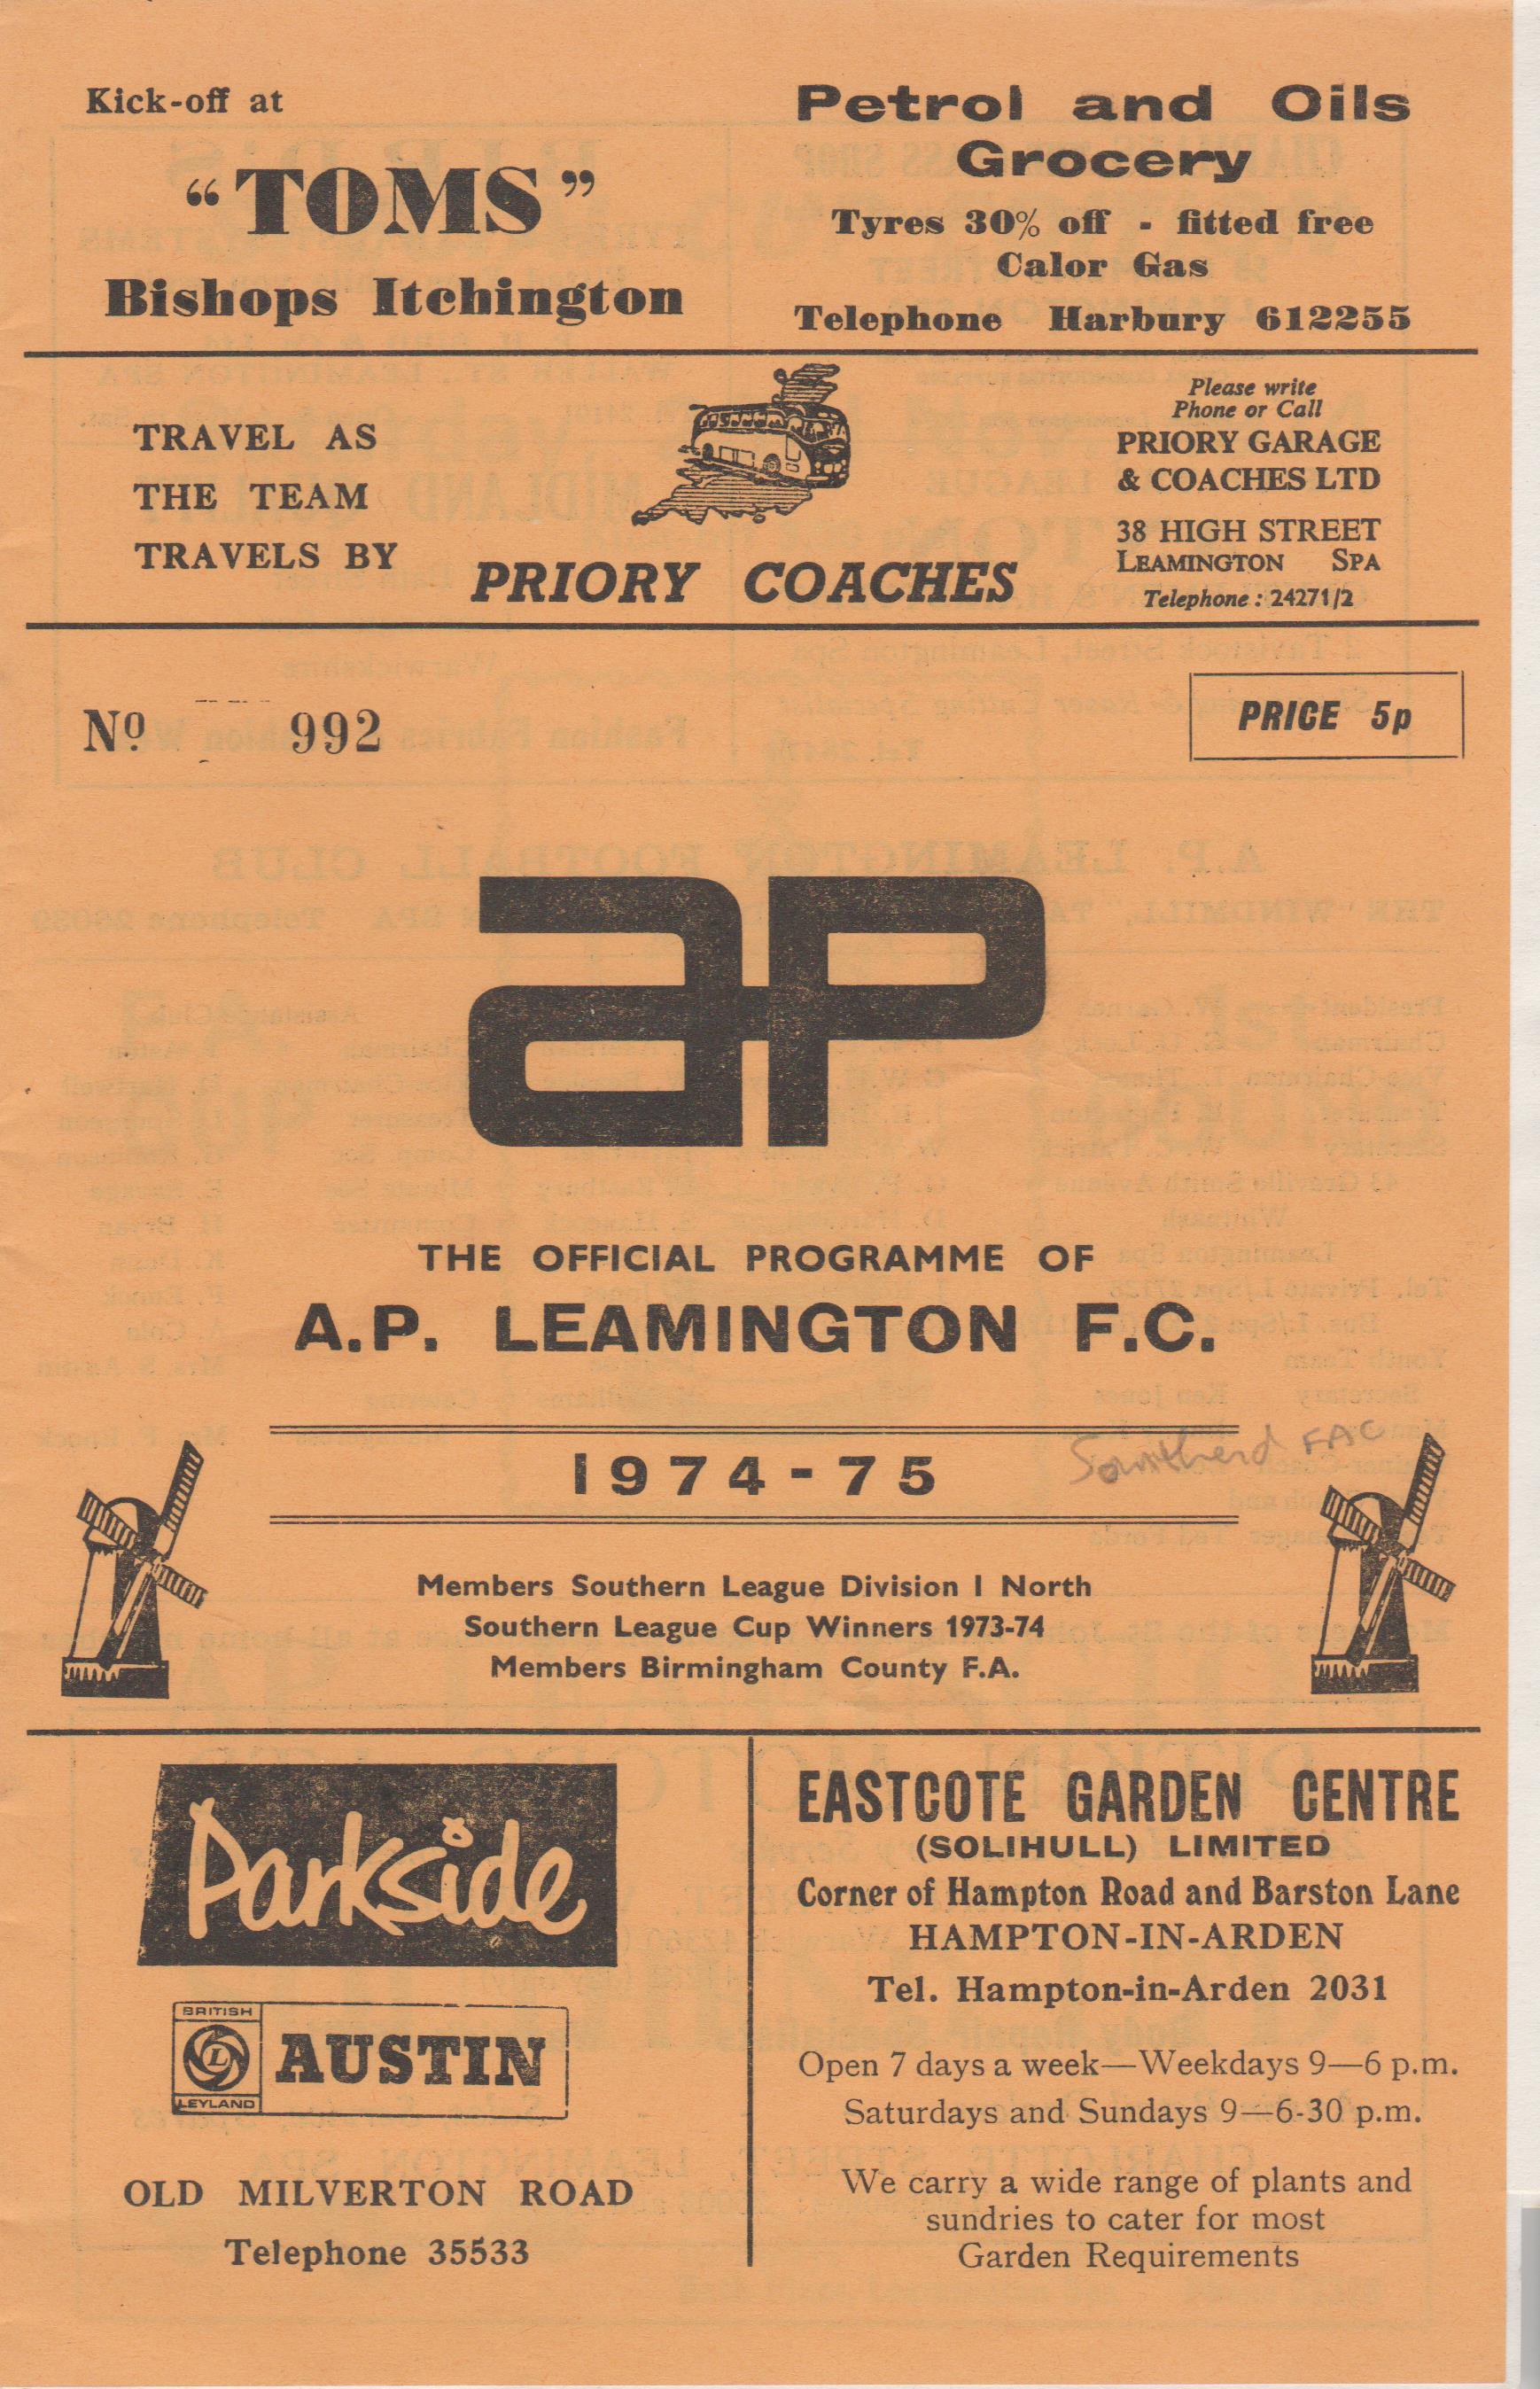 Kick-off at
"TOMS"
Bishops Itchington
Petrol and Oils
Grocery
Tyres 30% off - fitted free
Calor Gas
Telephone Harbury 612255
TRAVEL AS
THE TEAM
TRAVELS BY
PRIORY COACHES
Please write
Phone or Call
PRIORY GARAGE
& COACHES LTD
38 HIGH STREET
LEAMINGTON SPA
Telephone : 24271/2
Nº 992
PRICE 5p
aP
THE OFFICIAL PROGRAMME OF
A.P. LEAMINGTON F.C.
1974-75
Southend FAC
Members Southern League Division I North
Southern League Cup Winners 1973-74
Members Birmingham County F.A.
Parkside
BRITISH
L
LEYLAND
AUSTIN
OLD MILVERTON ROAD
Telephone 35533
EASTCOTE GARDEN CENTRE
(SOLIHULL) LIMITED
Corner of Hampton Road and Barston Lane
HAMPTON-IN-ARDEN
Tel. Hampton-in-Arden 2031
Open 7 days a week—Weekdays 9—6 p.m.
Saturdays and Sundays 9—6-30 p.m.
We carry a wide range of plants and
sundries to cater for most
Garden Requirements